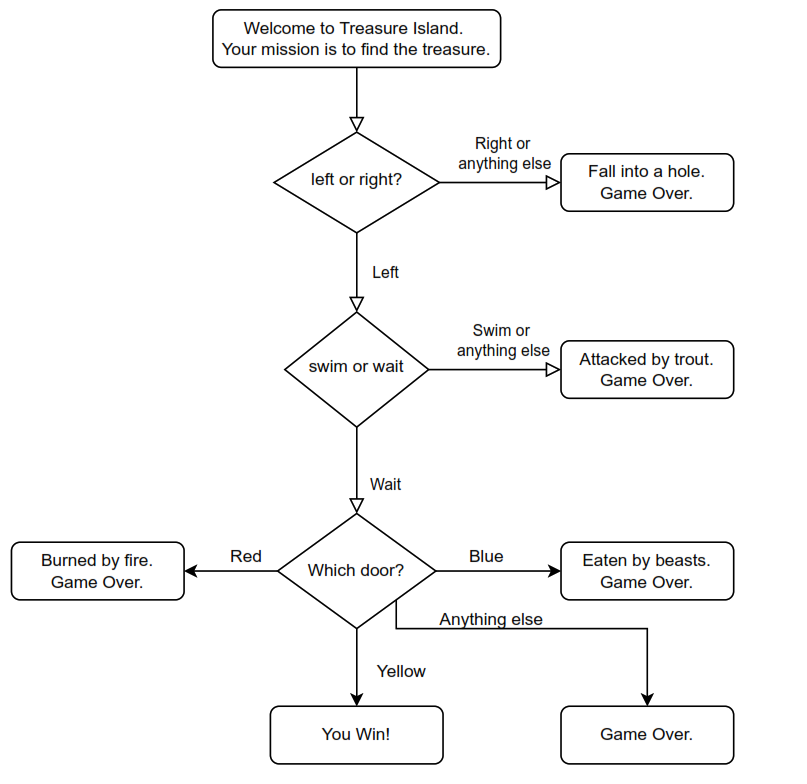 Welcome to Treasure Island.
Your mission is to find the treasure.
left or right?
Right or
anything else
Fall into a hole.
Game Over.
Left
swim or wait
Swim or
anything else
Attacked by trout.
Game Over.
Wait
Which door?
Red
Burned by fire.
Game Over.
Blue
Eaten by beasts.
Game Over.
Anything else
Yellow
You Win!
Game Over.